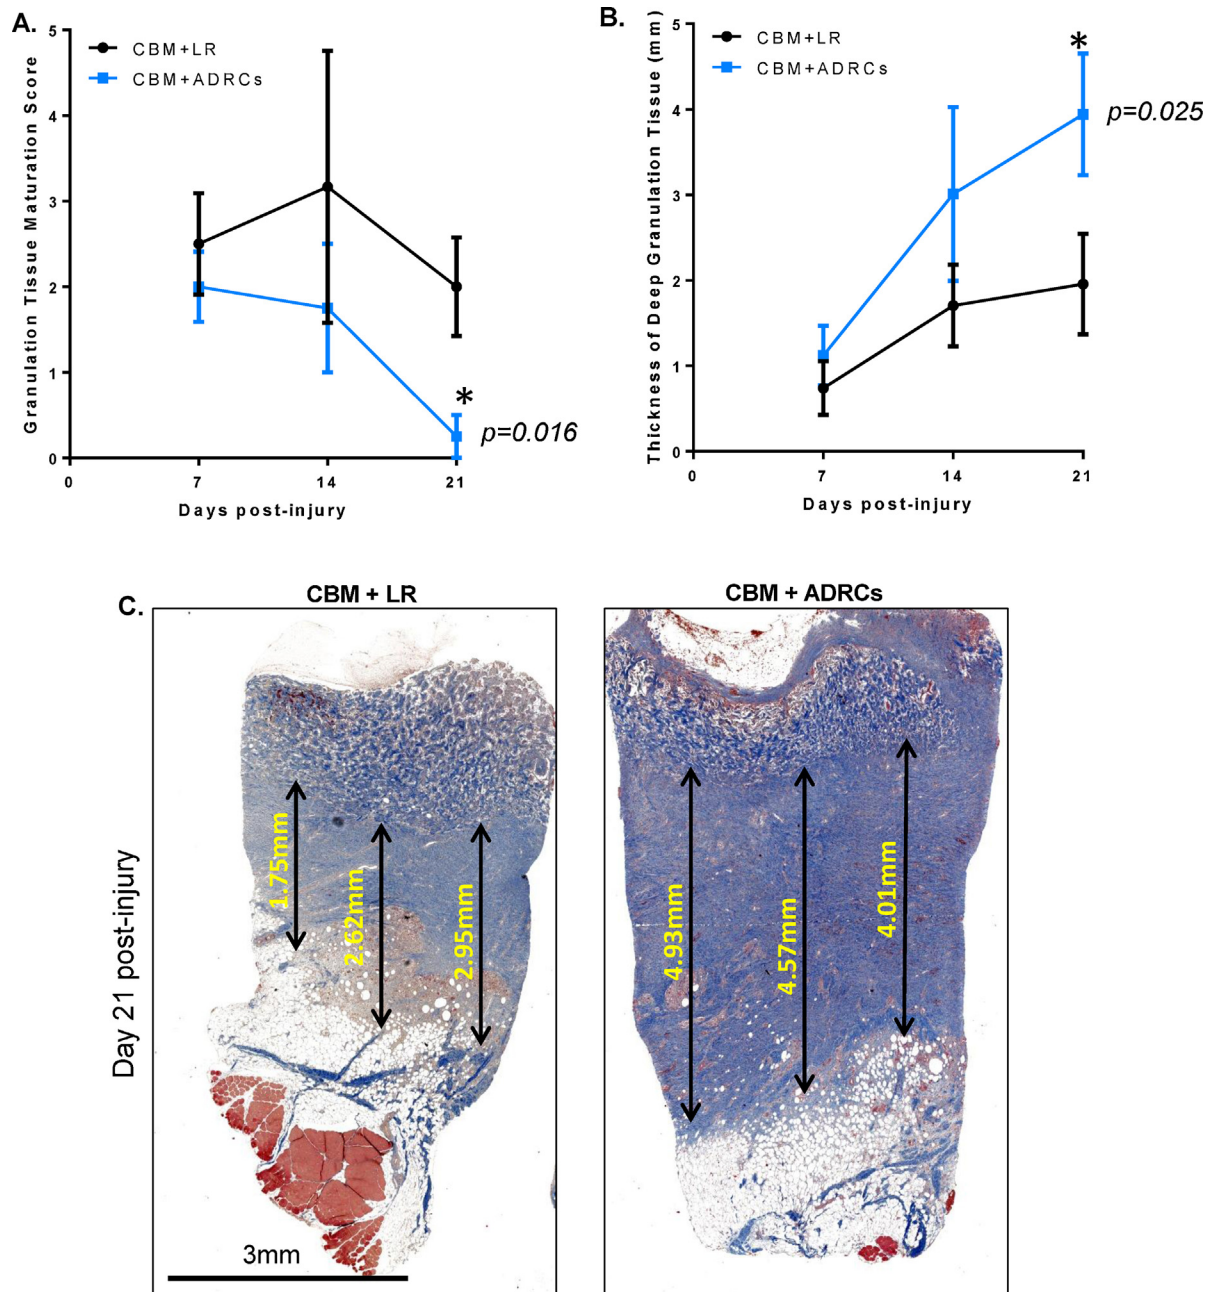 A.
Granulation Tissue Maturation Score
5
4
3
2
1
0
CBM+LR
CBM+ADRCs
*
p=0.016
0 7 14 21
Days post-injury
B.
Thickness of Deep Granulation Tissue (mm)
5
4
3
2
1
0
CBM+LR
CBM+ADRCs
*
p=0.025
0 7 14 21
Days post-injury
C.
CBM + LR
CBM + ADRCs
Day 21 post-injury
1.75mm
2.62mm
2.95mm
4.93mm
4.57mm
4.01mm
3mm